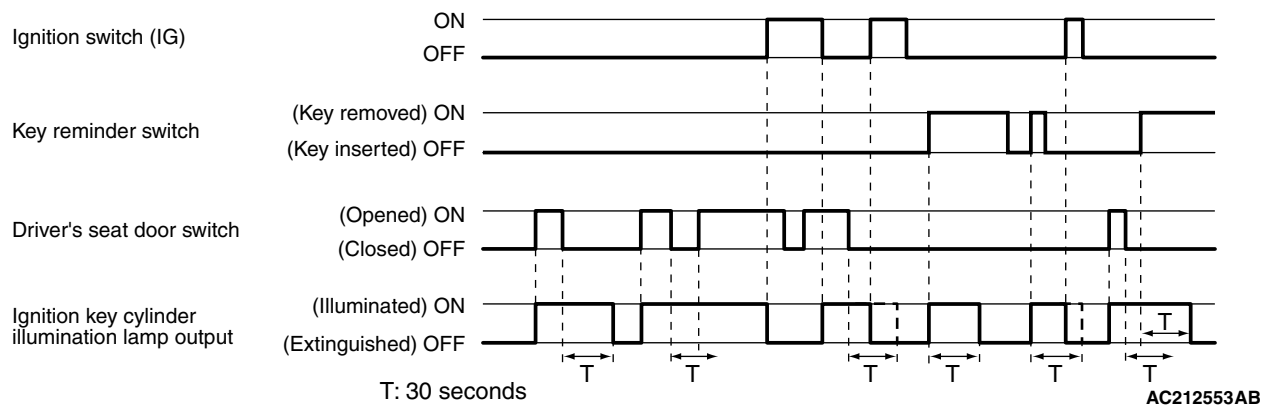 Ignition switch (IG)
ON
OFF
Key reminder switch
(Key removed) ON
(Key inserted) OFF
Driver's seat door switch
(Opened) ON
(Closed) OFF
Ignition key cylinder
illumination lamp output
(Illuminated) ON
(Extinguished) OFF
T
T
T
T
T
T
T
T: 30 seconds
AC212553AB